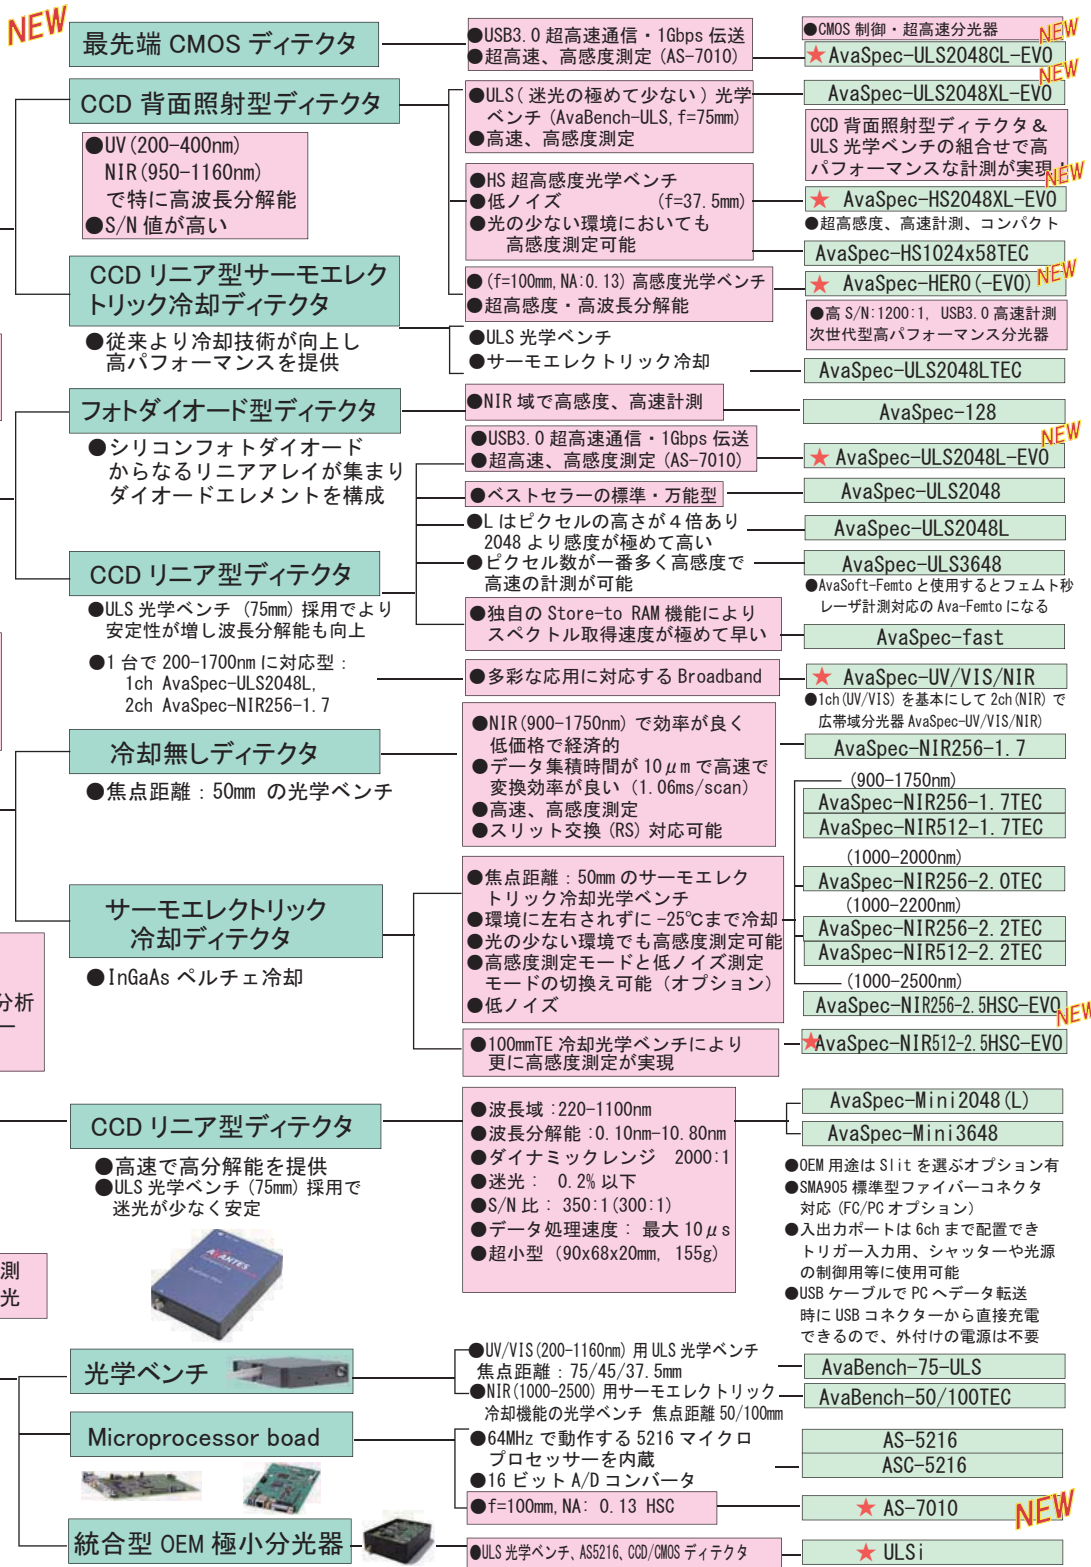 NEW
最先端 CMOS ディテクタ
●USB3.0 超高速通信・1Gbps 伝送
●超高速、高感度測定 (AS-7010)
●CMOS 制御・超高速分光器
NEW
★ AvaSpec-ULS2048CL-EVO
NEW
CCD 背面照射型ディテクタ
●UV(200-400nm)
NIR(950-1160nm)
で特に高波長分解能
●S/N 値が高い
●ULS( 迷光の極めて少ない ) 光学
ベンチ (AvaBench-ULS, f=75mm)
●高速、高感度測定
AvaSpec-ULS2048XL-EVO
CCD 背面照射型ディテクタ＆
ULS 光学ベンチの組合せで高
パフォーマンスな計測が実現！
NEW
●HS 超高感度光学ベンチ
●低ノイズ (f=37.5mm)
●光の少ない環境においても
高感度測定可能
★ AvaSpec-HS2048XL-EVO
●超高感度、高速計測、コンパクト
AvaSpec-HS1024x58TEC
CCD リニア型サーモエレク
トリック冷却ディテクタ
●従来より冷却技術が向上し
高パフォーマンスを提供
●(f=100mm, NA:0.13) 高感度光学ベンチ
●超高感度・高波長分解能
NEW
★ AvaSpec-HERO(-EVO)
●高 S/N:1200:1, USB3.0 高速計測
次世代型高パフォーマンス分光器
●ULS 光学ベンチ
●サーモエレクトリック冷却
AvaSpec-ULS2048LTEC
フォトダイオード型ディテクタ
●シリコンフォトダイオード
からなるリニアアレイが集まり
ダイオードエレメントを構成
●NIR 域で高感度、高速計測
AvaSpec-128
NEW
●USB3.0 超高速通信・1Gbps 伝送
●超高速、高感度測定 (AS-7010)
★ AvaSpec-ULS2048L-EVO
●ベストセラーの標準・万能型
AvaSpec-ULS2048
●L はピクセルの高さが４倍あり
2048 より感度が極めて高い
AvaSpec-ULS2048L
CCD リニア型ディテクタ
●ULS 光学ベンチ (75mm) 採用でより
安定性が増し波長分解能も向上
●ピクセル数が一番多く高感度で
高速の計測が可能
AvaSpec-ULS3648
●AvaSoft-Femto と使用するとフェムト秒
レーザ計測対応の Ava-Femto になる
●独自の Store-to RAM 機能により
スペクトル取得速度が極めて早い
AvaSpec-fast
●1 台で 200-1700nm に対応型：
1ch AvaSpec-ULS2048L,
2ch AvaSpec-NIR256-1.7
●多彩な応用に対応する Broadband
★ AvaSpec-UV/VIS/NIR
●1ch(UV/VIS) を基本にして 2ch(NIR) で
広帯域分光器 AvaSpec-UV/VIS/NIR)
冷却無しディテクタ
●焦点距離：50mm の光学ベンチ
●NIR(900-1750nm) で効率が良く
低価格で経済的
●データ集積時間が 10μm で高速で
変換効率が良い (1.06ms/scan)
●高速、高感度測定
●スリット交換 (RS) 対応可能
AvaSpec-NIR256-1.7
(900-1750nm)
AvaSpec-NIR256-1.7TEC
AvaSpec-NIR512-1.7TEC
(1000-2000nm)
AvaSpec-NIR256-2.0TEC
(1000-2200nm)
AvaSpec-NIR256-2.2TEC
AvaSpec-NIR512-2.2TEC
(1000-2500nm)
AvaSpec-NIR256-2.5HSC-EVO
NEW
サーモエレクトリック
冷却ディテクタ
●InGaAs ペルチェ冷却
●焦点距離：50mm のサーモエレク
トリック冷却光学ベンチ
●環境に左右されずに -25℃まで冷却
●光の少ない環境でも高感度測定可能
●高感度測定モードと低ノイズ測定
モードの切換え可能（オプション）
●低ノイズ
分析
ー
●100mmTE 冷却光学ベンチにより
更に高感度測定が実現
★AvaSpec-NIR512-2.5HSC-EVO
CCD リニア型ディテクタ
●高速で高分解能を提供
●ULS 光学ベンチ (75mm) 採用で
迷光が少なく安定
AVANTES
●波長域 :220-1100nm
●波長分解能 :0.10nm-10.80nm
●ダイナミックレンジ 2000:1
●迷光： 0.2% 以下
●S/N 比： 350:1(300:1)
●データ処理速度： 最大 10μs
●超小型 (90x68x20mm, 155g)
AvaSpec-Mini2048(L)
AvaSpec-Mini3648
●OEM 用途は Slit を選ぶオプション有
●SMA905 標準型ファイバーコネクタ
対応 (FC/PC オプション)
●入出力ポートは 6ch まで配置でき
トリガー入力用、シャッターや光源
の制御用等に使用可能
●USB ケーブルで PC へデータ転送
時に USB コネクターから直接充電
できるので、外付けの電源は不要
測
光
光学ベンチ
●UV/VIS(200-1160nm) 用 ULS 光学ベンチ
焦点距離：75/45/37.5mm
●NIR(1000-2500) 用サーモエレクトリック
冷却機能の光学ベンチ 焦点距離 50/100mm
AvaBench-75-ULS
AvaBench-50/100TEC
Microprocessor boad
●64MHz で動作する 5216 マイクロ
プロセッサーを内蔵
●16 ビット A/D コンバータ
AS-5216
ASC-5216
●f=100mm, NA: 0.13 HSC
★ AS-7010
NEW
統合型 OEM 極小分光器
●ULS 光学ベンチ、AS5216、CCD/CMOS ディテクタ
★ ULSi